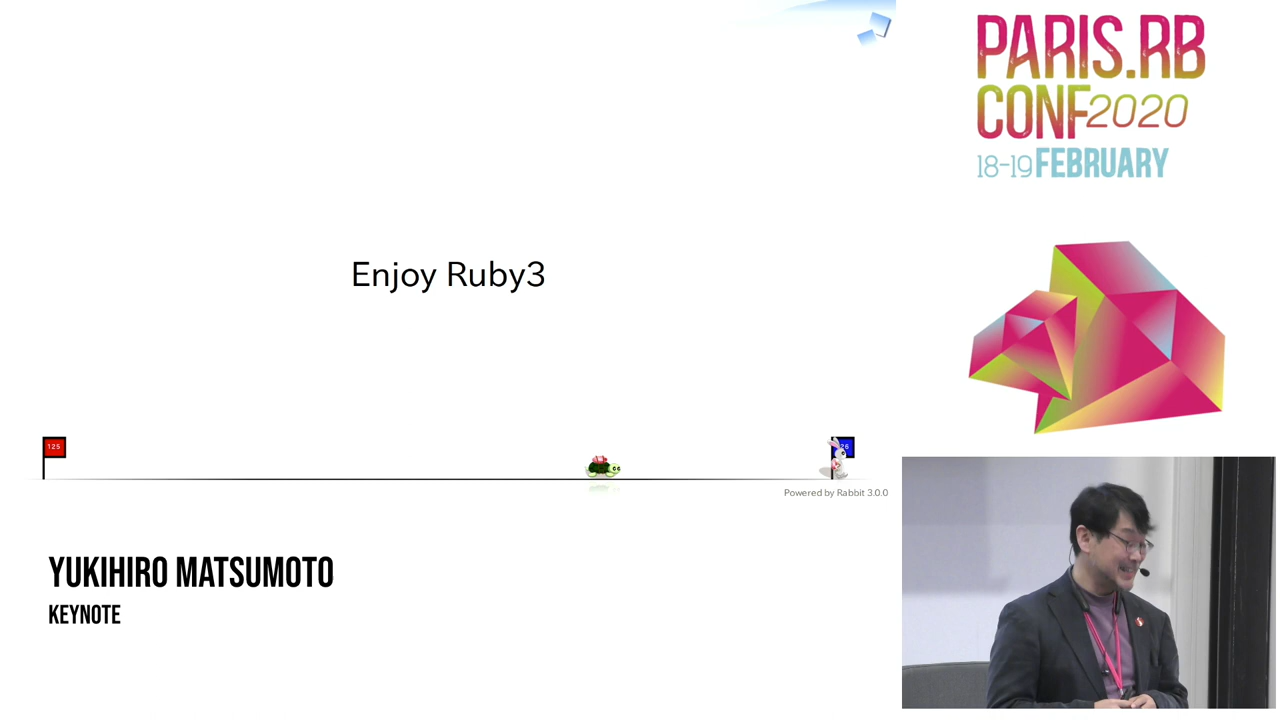 PARIS.RB
CONF2020
18-19 FEBRUARY
Enjoy Ruby3
125
Powered by Rabbit 3.0.0
YUKIHIRO MATSUMOTO
KEYNOTE